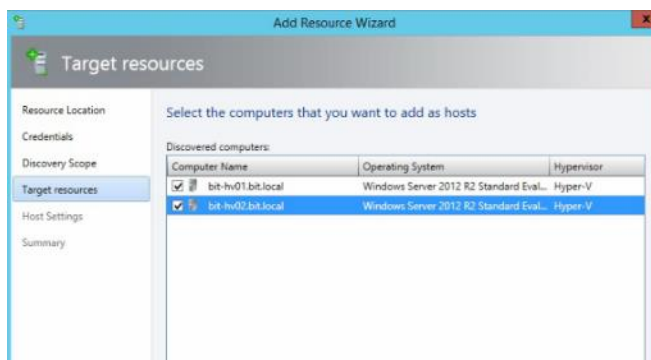 Add Resource Wizard
x
Target resources
Resource Location
Credentials
Discovery Scope
Target resources
Host Settings
Summary
Select the computers that you want to add as hosts
Discovered computers:
Computer Name Operating System Hypervisor
bit-hv01.bit.local Windows Server 2012 R2 Standard Eval... Hyper-V
bit-hv02.bit.local Windows Server 2012 R2 Standard Eval... Hyper-V